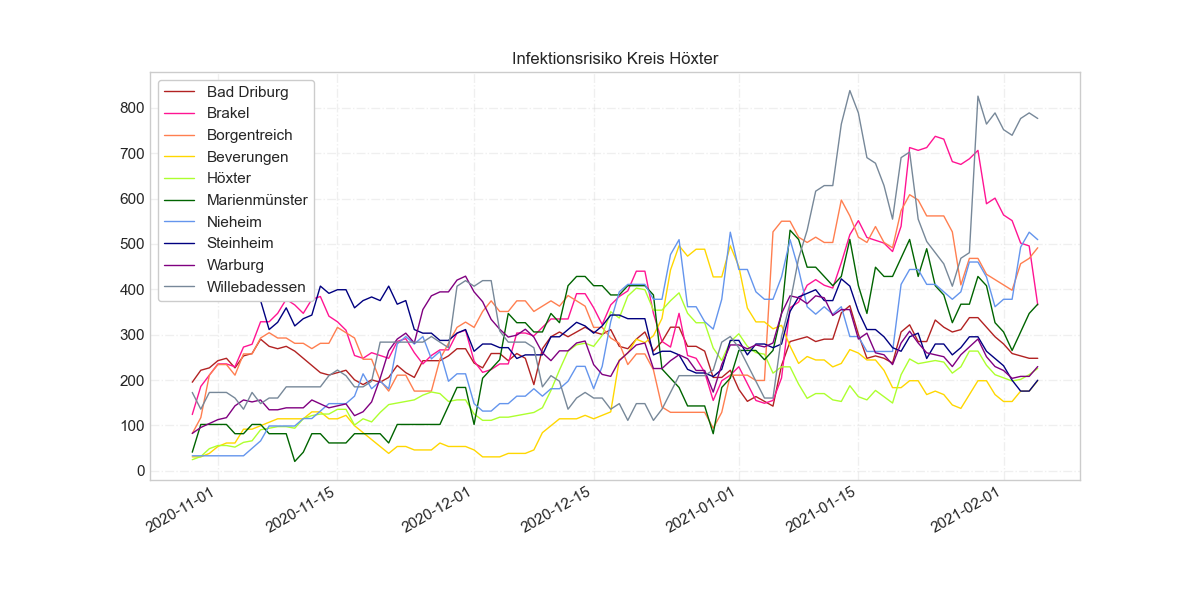 Infektionsrisiko Kreis Höxter
Bad Driburg
Brakel
Borgentreich
Beverungen
Höxter
Marienmünster
Nieheim
Steinheim
Warburg
Willebadessen
800
700
600
500
400
300
200
100
0
2020-11-01
2020-11-15
2020-12-01
2020-12-15
2021-01-01
2021-01-15
2021-02-01